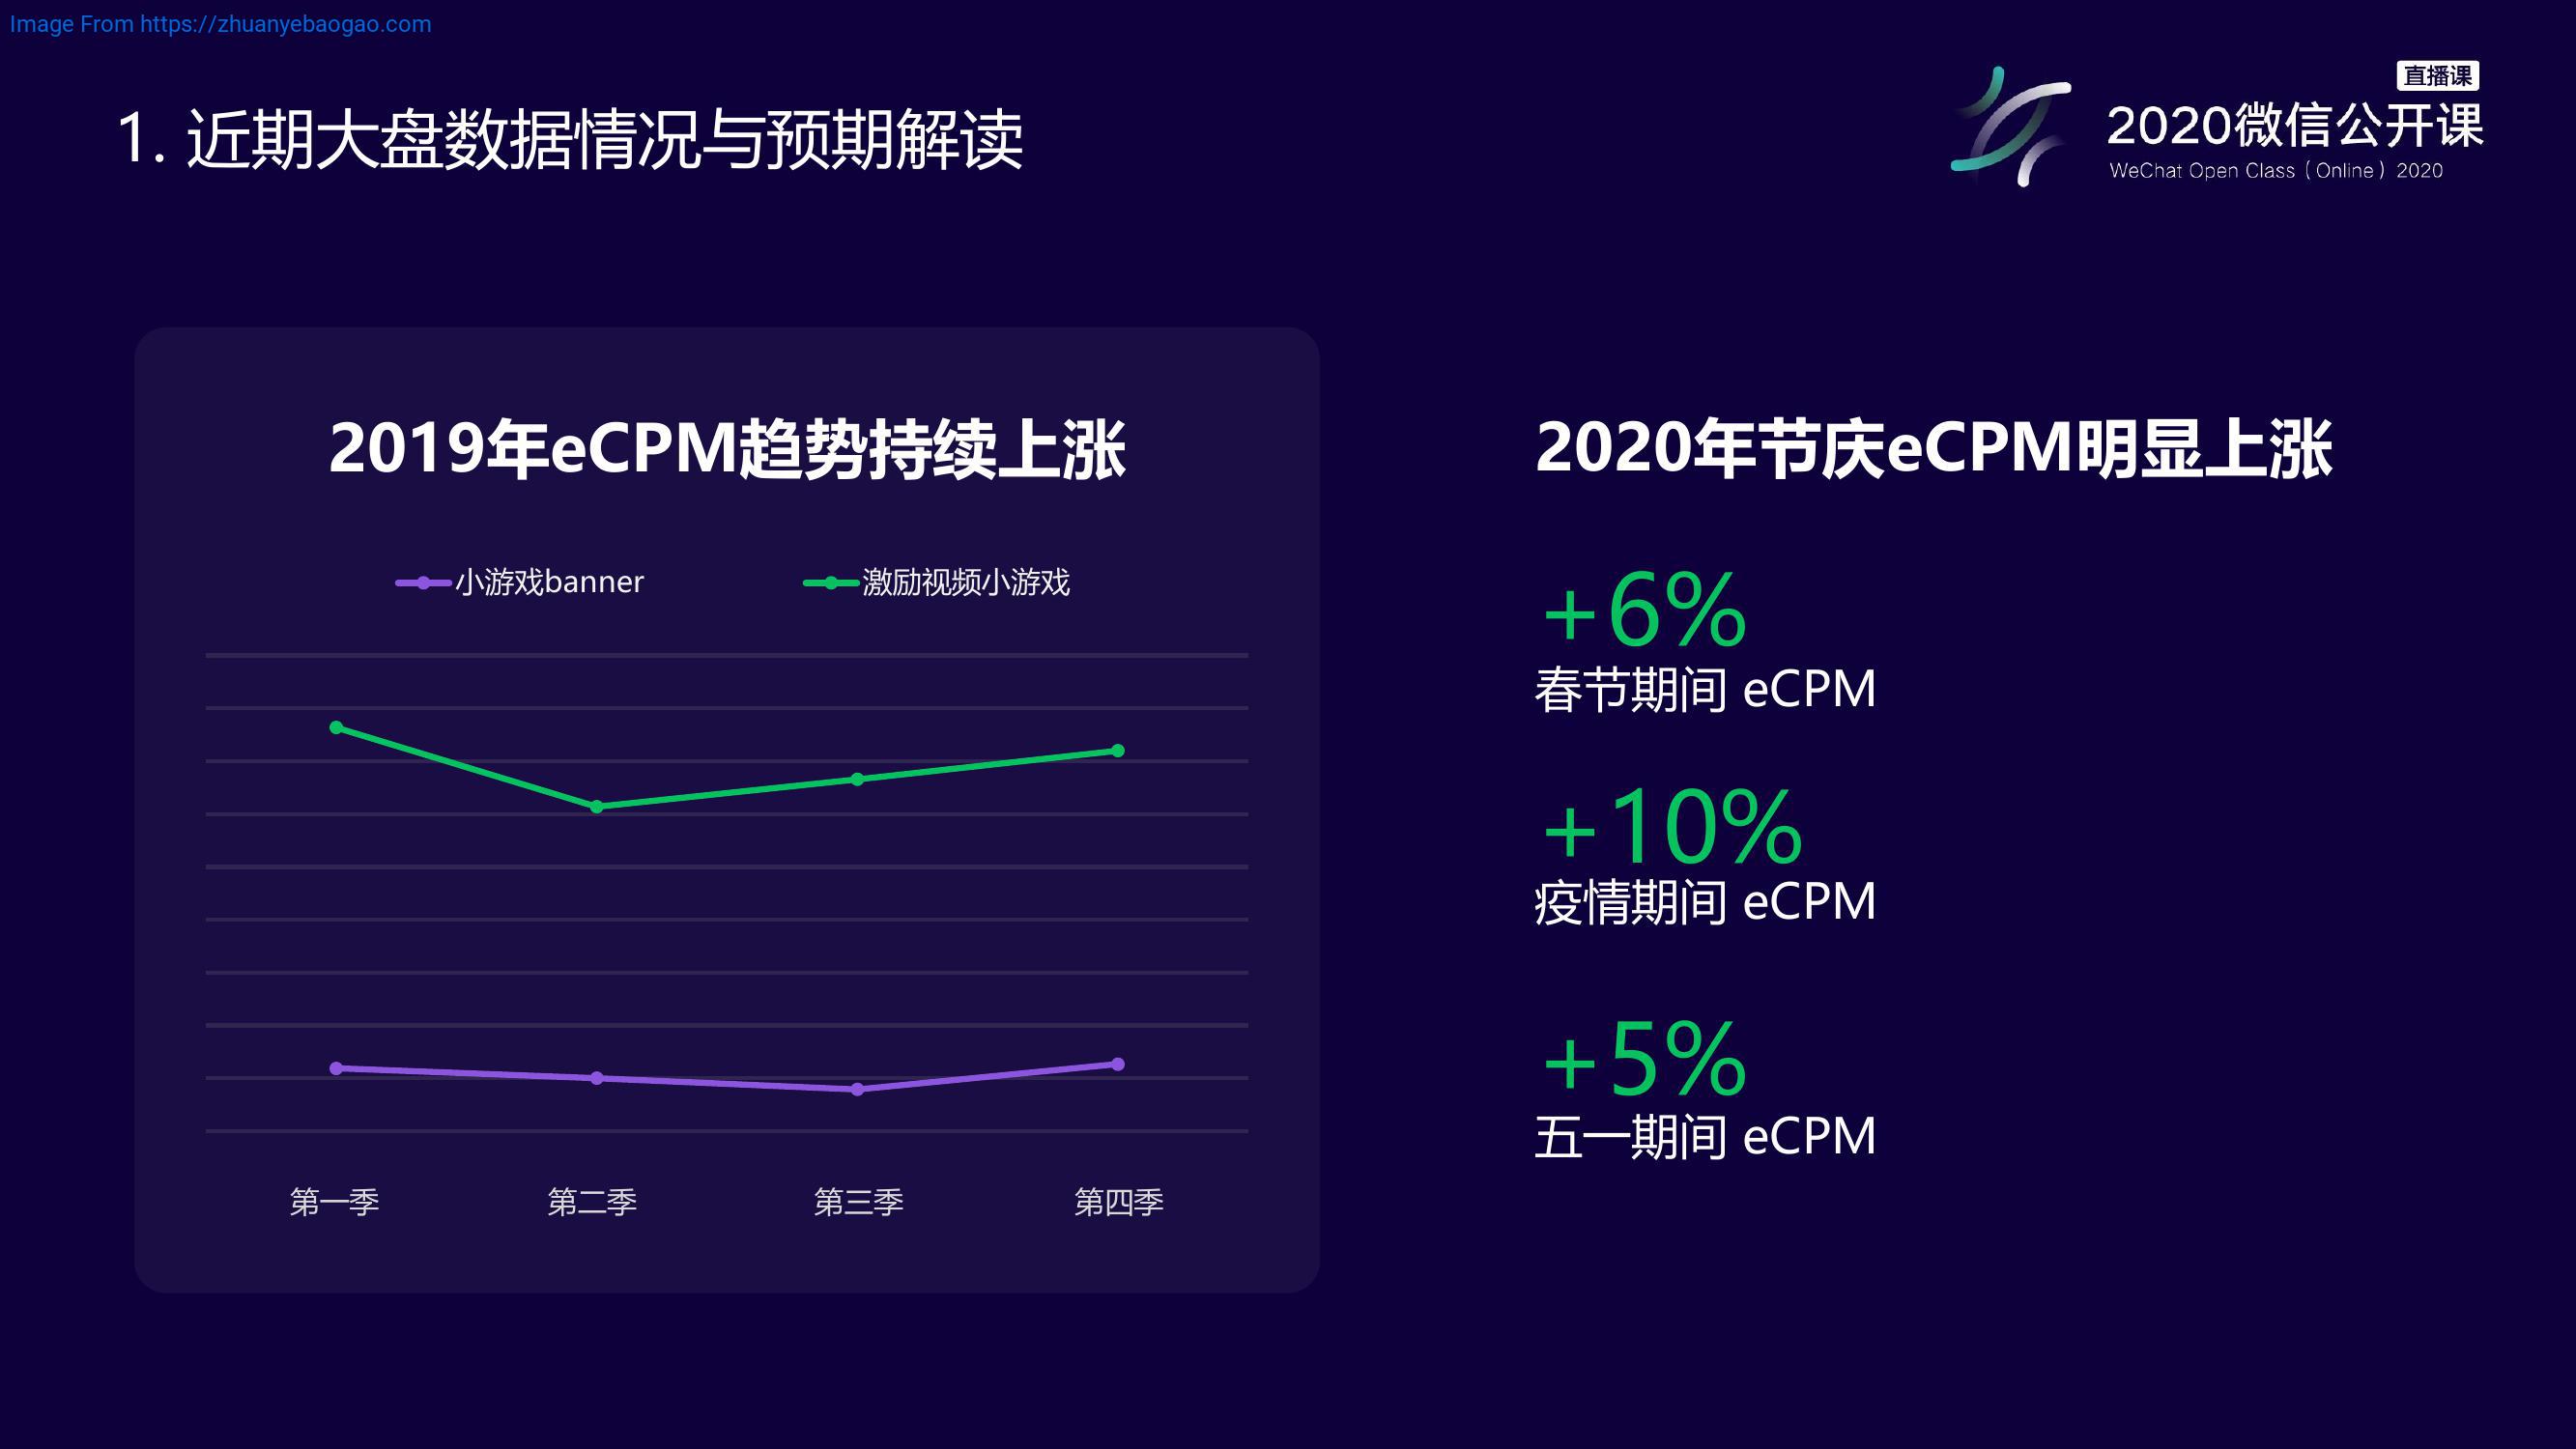 Image From https://zhuanyebaogao.com
1. 近期大盘数据情况与预期解读
直播课
2020微信公开课
WeChat Open Class（Online）2020
2019年eCPM趋势持续上涨
小游戏banner
激励视频小游戏
第一季
第二季
第三季
第四季
2020年节庆eCPM明显上涨
+6%
春节期间 eCPM
+10%
疫情期间 eCPM
+5%
五一期间 eCPM